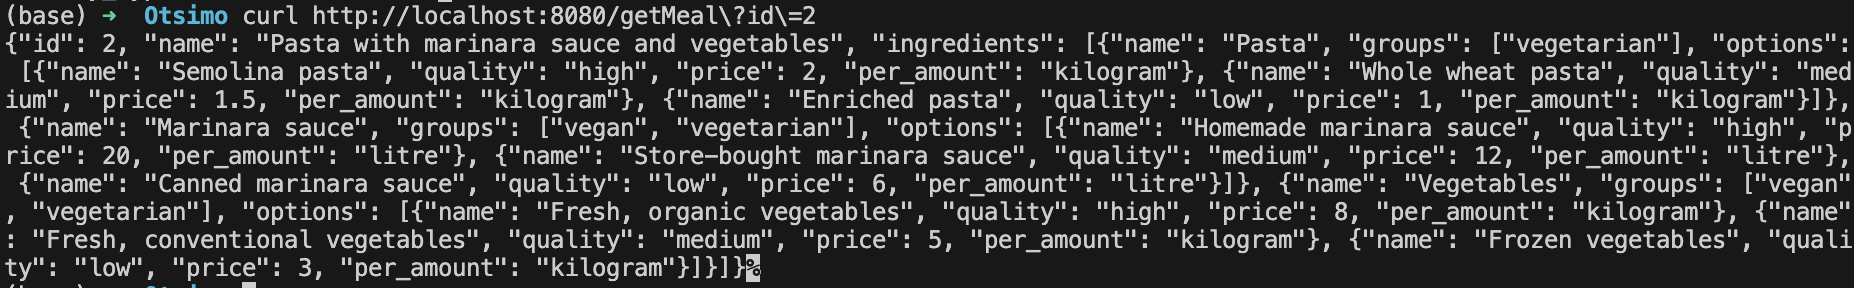 (base) ➜  Otsimo curl http://localhost:8080/getMeal\?id\=2
{"id": 2, "name": "Pasta with marinara sauce and vegetables", "ingredients": [{"name": "Pasta", "groups": ["vegetarian"], "options":
 [{"name": "Semolina pasta", "quality": "high", "price": 2, "per_amount": "kilogram"}, {"name": "Whole wheat pasta", "quality": "med
ium", "price": 1.5, "per_amount": "kilogram"}, {"name": "Enriched pasta", "quality": "low", "price": 1, "per_amount": "kilogram"}]},
 {"name": "Marinara sauce", "groups": ["vegan", "vegetarian"], "options": [{"name": "Homemade marinara sauce", "quality": "high", "p
rice": 20, "per_amount": "litre"}, {"name": "Store-bought marinara sauce", "quality": "medium", "price": 12, "per_amount": "litre"},
 {"name": "Canned marinara sauce", "quality": "low", "price": 6, "per_amount": "litre"}]}, {"name": "Vegetables", "groups": ["vegan"
, "vegetarian"], "options": [{"name": "Fresh, organic vegetables", "quality": "high", "price": 8, "per_amount": "kilogram"}, {"name"
: "Fresh, conventional vegetables", "quality": "medium", "price": 5, "per_amount": "kilogram"}, {"name": "Frozen vegetables", "quali
ty": "low", "price": 3, "per_amount": "kilogram"}]}]}%